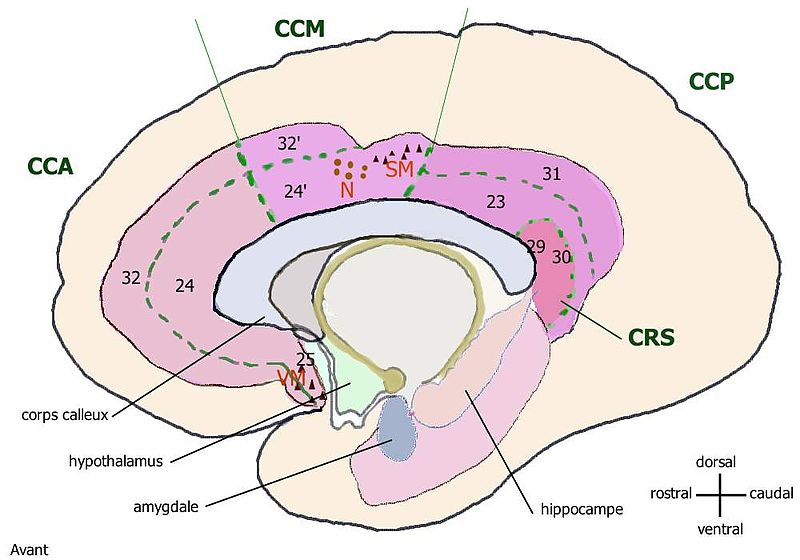 CCM
CCP
CCA
32'
SM
31
24'
N
23
29
30
32
24
CRS
25
VM
corps calleux
hypothalamus
amygdale
hippocampe
dorsal
rostral
caudal
ventral
Avant